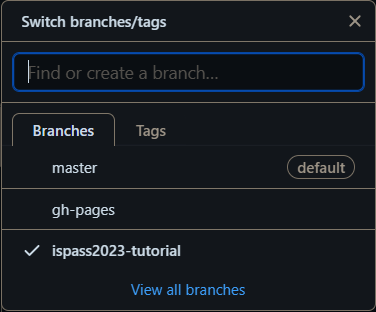 Switch branches/tags
Find or create a branch...
Branches Tags
master default
gh-pages
ispass2023-tutorial
View all branches